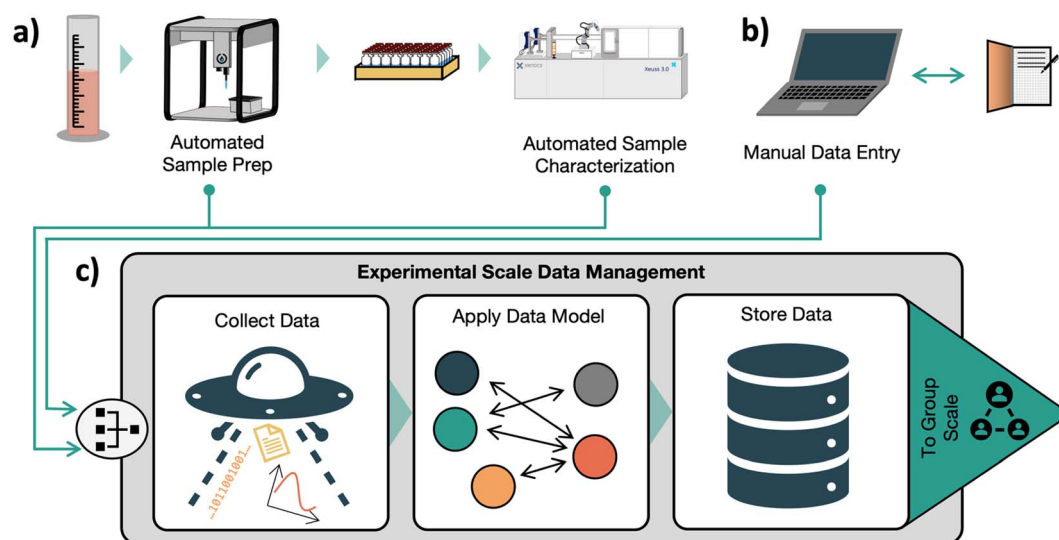 a)
b)
XENOCS
Xeuss 3.0
Automated
Sample Prep
Automated Sample
Characterization
Manual Data Entry
c)
Experimental Scale Data Management
Collect Data
Apply Data Model
Store Data
...1011001001...
To Group
Scale